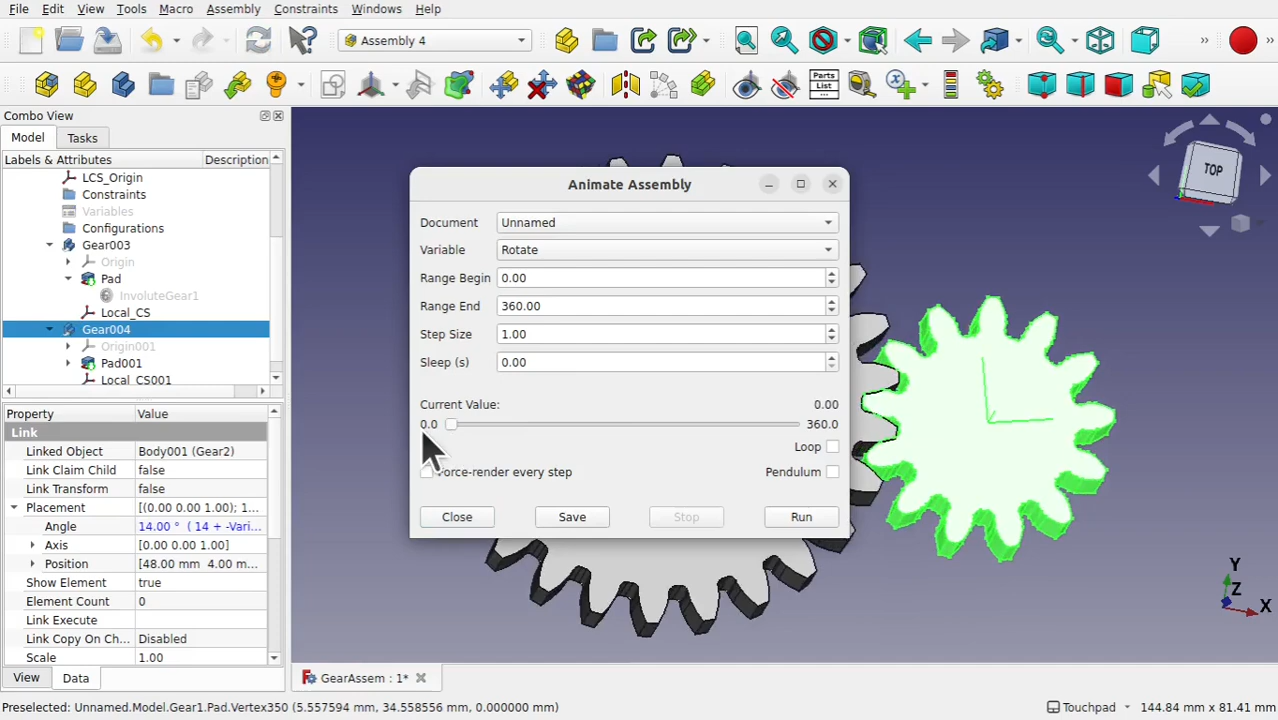 File Edit View Tools Macro Assembly Constraints Windows Help
Assembly 4
Parts
List
Combo View
Model Tasks
Labels & Attributes Description
LCS_Origin
Constraints
Variables
Configurations
Gear003
Origin
Pad
InvoluteGear1
Local_CS
Gear004
Origin001
Pad001
Local_CS001
Property Value
Link
Linked Object Body001 (Gear2)
Link Claim Child false
Link Transform false
Placement [(0.00 0.00 1.00)...
Angle 14.00 ° ( 14 + -Vari...
Axis [0.00 0.00 1.00]
Position [48.00 mm 4.00 m...
Show Element true
Element Count 0
Link Execute
Link Copy On Ch... Disabled
Scale 1.00
View Data
Animate Assembly
Document Unnamed
Variable Rotate
Range Begin 0.00
Range End 360.00
Step Size 1.00
Sleep (s) 0.00
Current Value: 0.00
0.0 360.0
Loop
Force-render every step Pendulum
Close Save Stop Run
TOP
Y
Z
X
GearAssem : 1*
Preselected: Unnamed.Model.Gear1.Pad.Vertex350 (5.557594 mm, 34.558556 mm, 0.000000 mm) Touchpad 144.84 mm x 81.41 mm